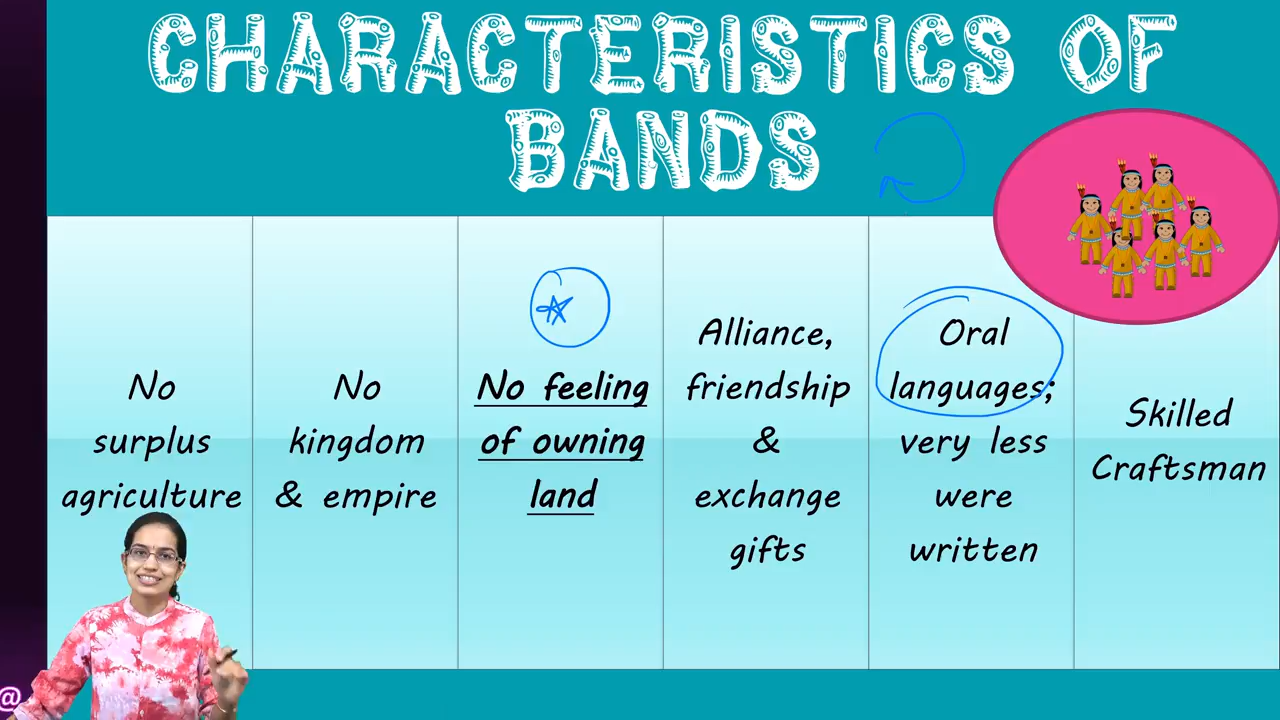 CHARACTERISTICS OF
BANDS
No
surplus
agriculture
No
kingdom
& empire
No feeling
of owning
land
Alliance,
friendship
&
exchange
gifts
Oral
languages;
very less
were
written
Skilled
Craftsman
@